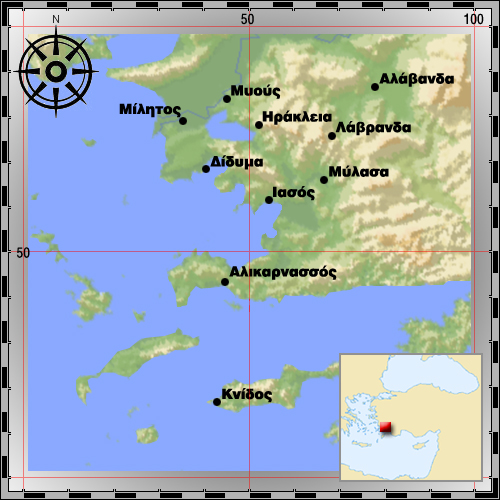 N
50
100
Αλάβανδα
Μυούς
Μίλητος
Ηράκλεια
Λάβρανδα
Δίδυμα
Μύλασα
Ιασός
50
Αλικαρνασσός
Κνίδος